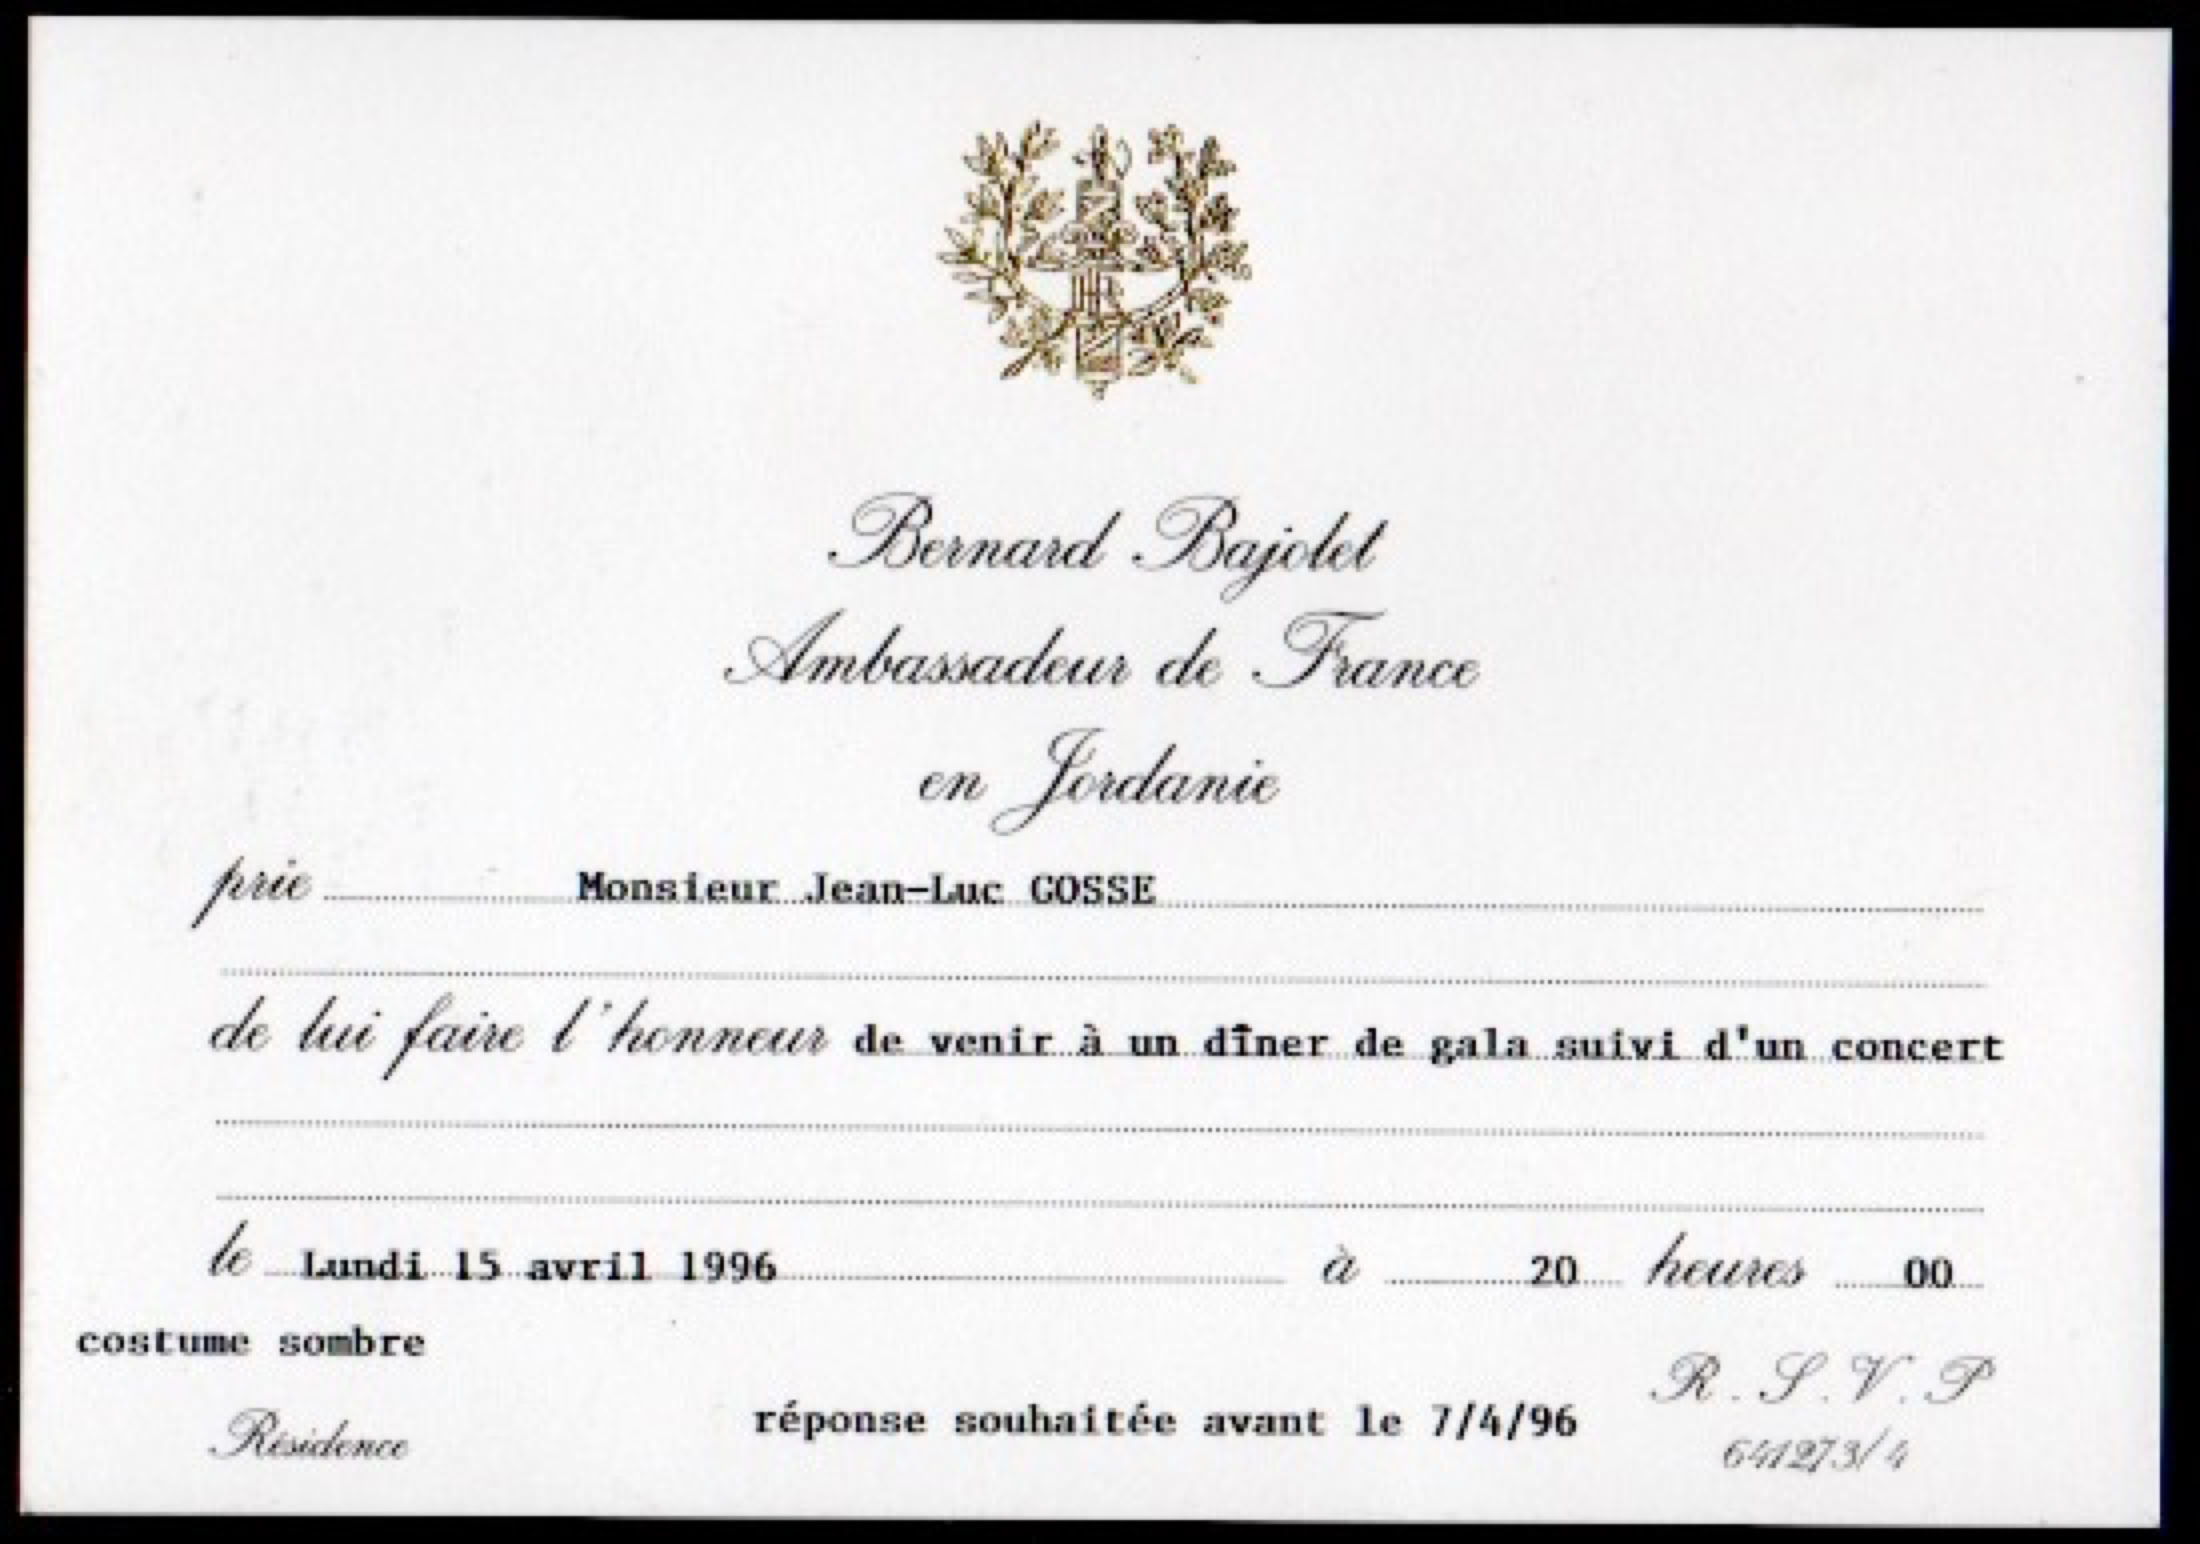 Bernard Bajolet
Ambassadeur de France
en Jordanie
prie Monsieur Jean-Luc GOSSE
de lui faire l'honneur de venir à un dîner de gala suivi d'un concert
le Lundi 15 avril 1996 à 20 heures 00
costume sombre
R.S.V.P
réponse souhaitée avant le 7/4/96
Résidence
641273/4